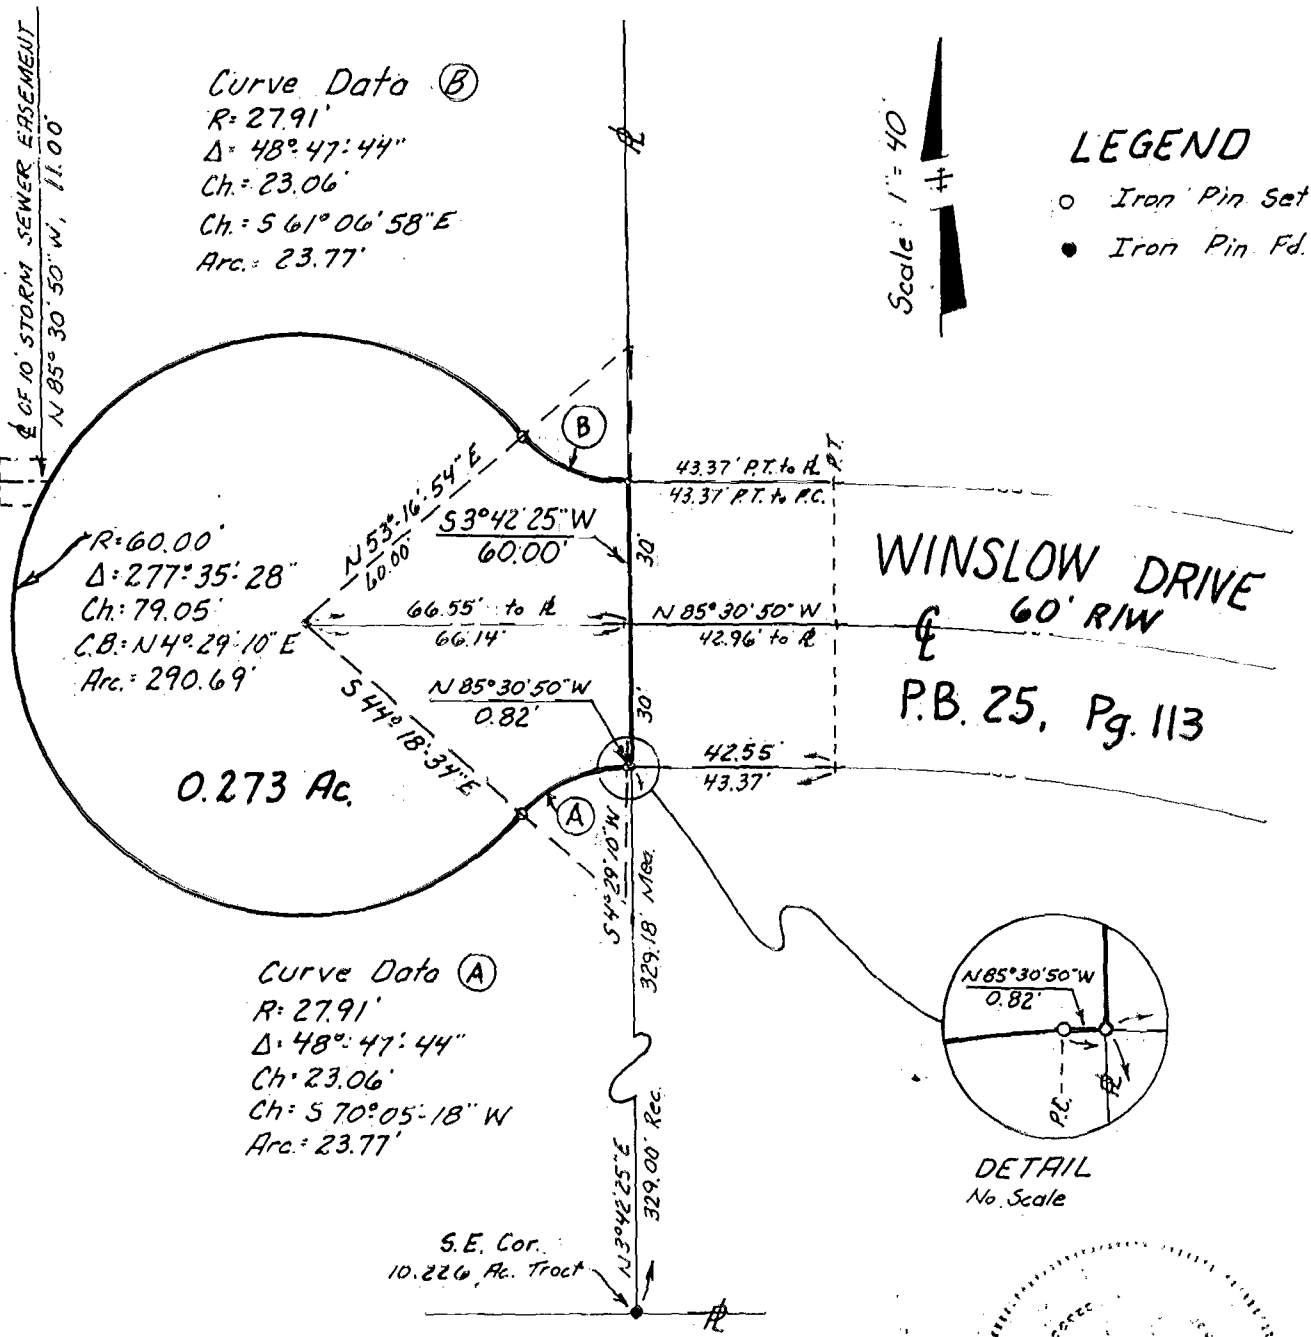 ℄ OF 10' STORM SEWER EASEMENT
N 85° 30' 50" W, 11.00'
Curve Data Ⓑ
R= 27.91'
Δ= 48°-47'-44"
Ch.= 23.06'
Ch.= S 61° 06' 58" E
Arc.= 23.77'
Scale: 1" = 40'
LEGEND
○ Iron Pin Set
● Iron Pin Fd.
℞
B
N 53°-16'-54" E
60.00'
S 3° 42' 25" W
60.00'
43.37' P.T. to ℞
43.37' P.T. to P.C.
P.T.
30'
R=60.00'
Δ=277°-35'-28"
Ch: 79.05'
C.B.: N 4°-29'-10" E
Arc.= 290.69'
66.55' to ℞
66.14'
N 85° 30' 50" W
42.96' to ℞
WINSLOW DRIVE
60' R/W
℄
P.B. 25, Pg. 113
S 44°-18'-34" E
N 85° 30' 50" W
0.82'
30'
42.55'
43.37'
0.273 Ac.
A
S 4° 29' 10" W
329.18' Mea.
Curve Data Ⓐ
R= 27.91'
Δ= 48°-47'-44"
Ch= 23.06'
Ch= S 70°-05'-18" W
Arc.= 23.77'
N 85° 30' 50" W
0.82'
P.C.
℞
DETAIL
No Scale
N 3° 42' 25" E
329.00' Rec.
S.E. Cor.
10.226 Ac. Tract
℞